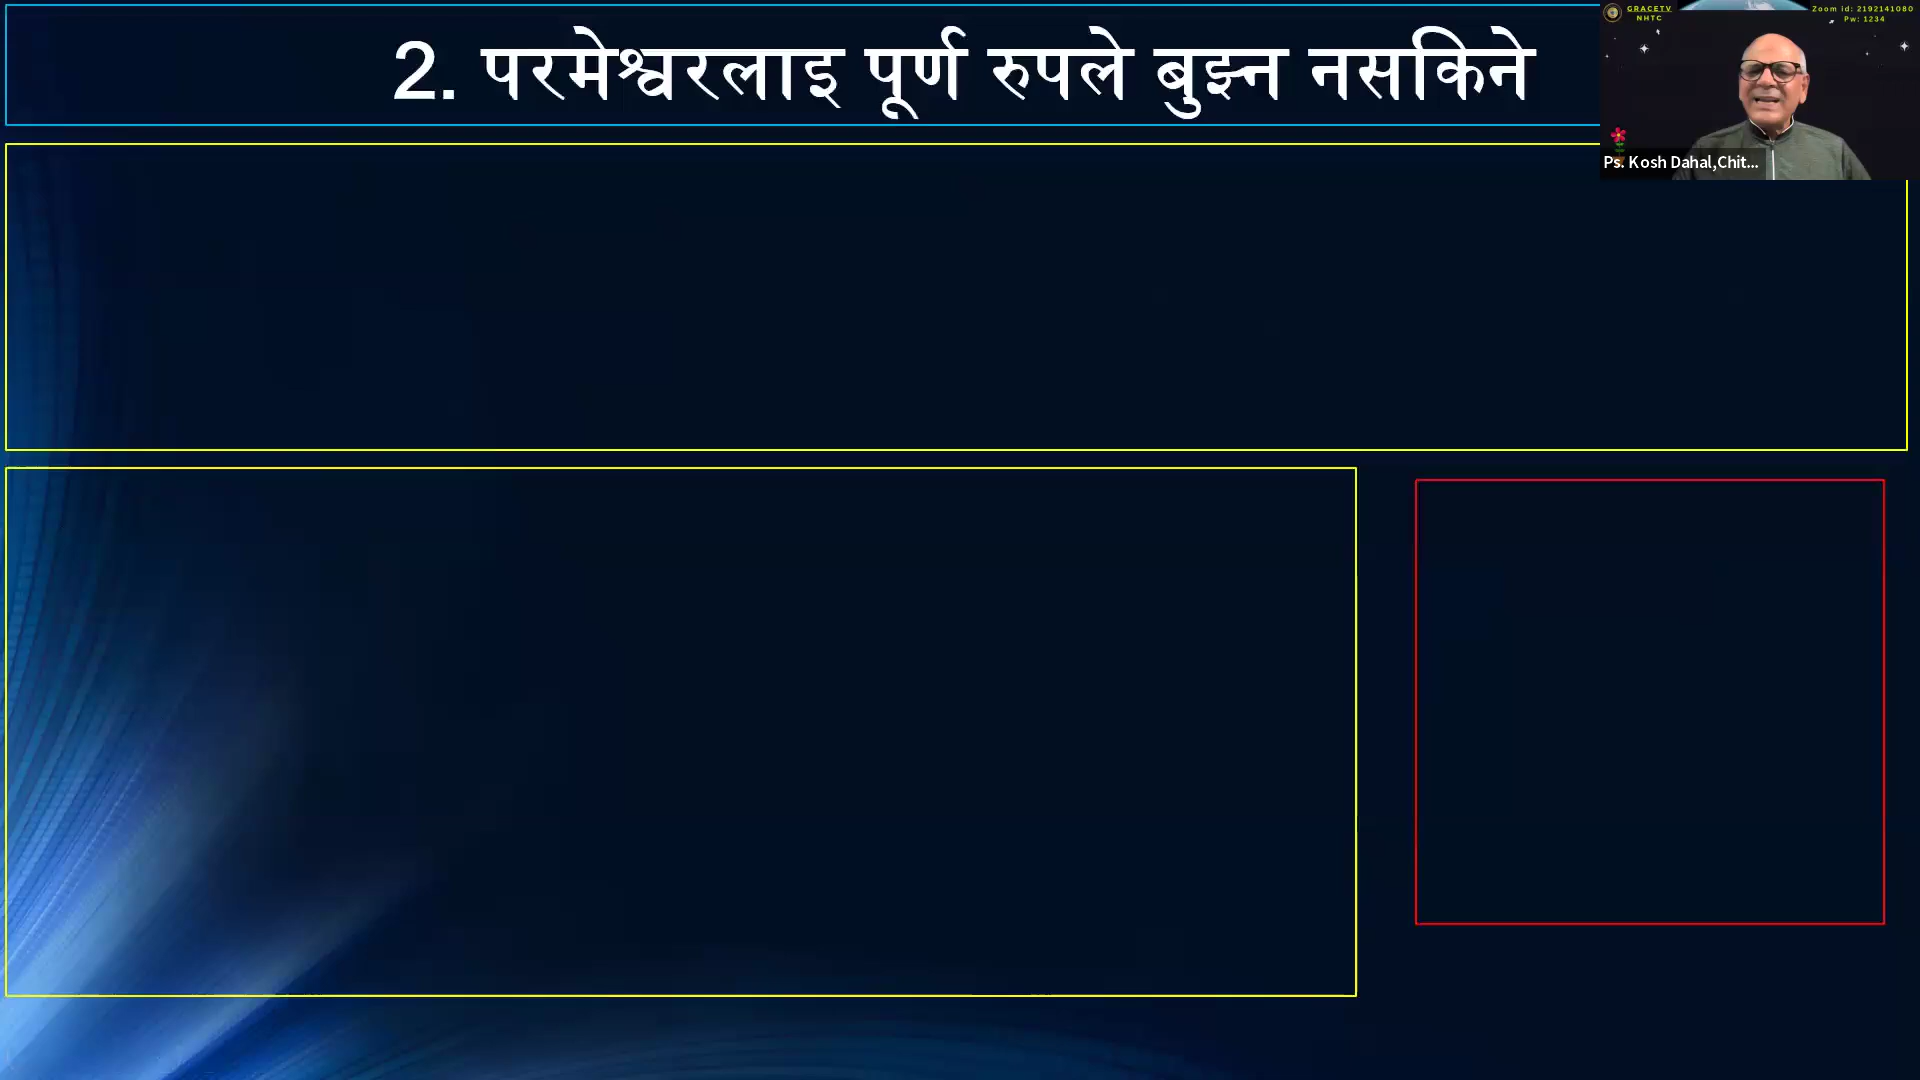 2. परमेश्वरलाइ पूर्ण रुपले बुझ्न नसकिने
GRACETV
NHTC
Zoom id: 2192141080
Pw: 1234
Ps. Kosh Dahal,Chit...